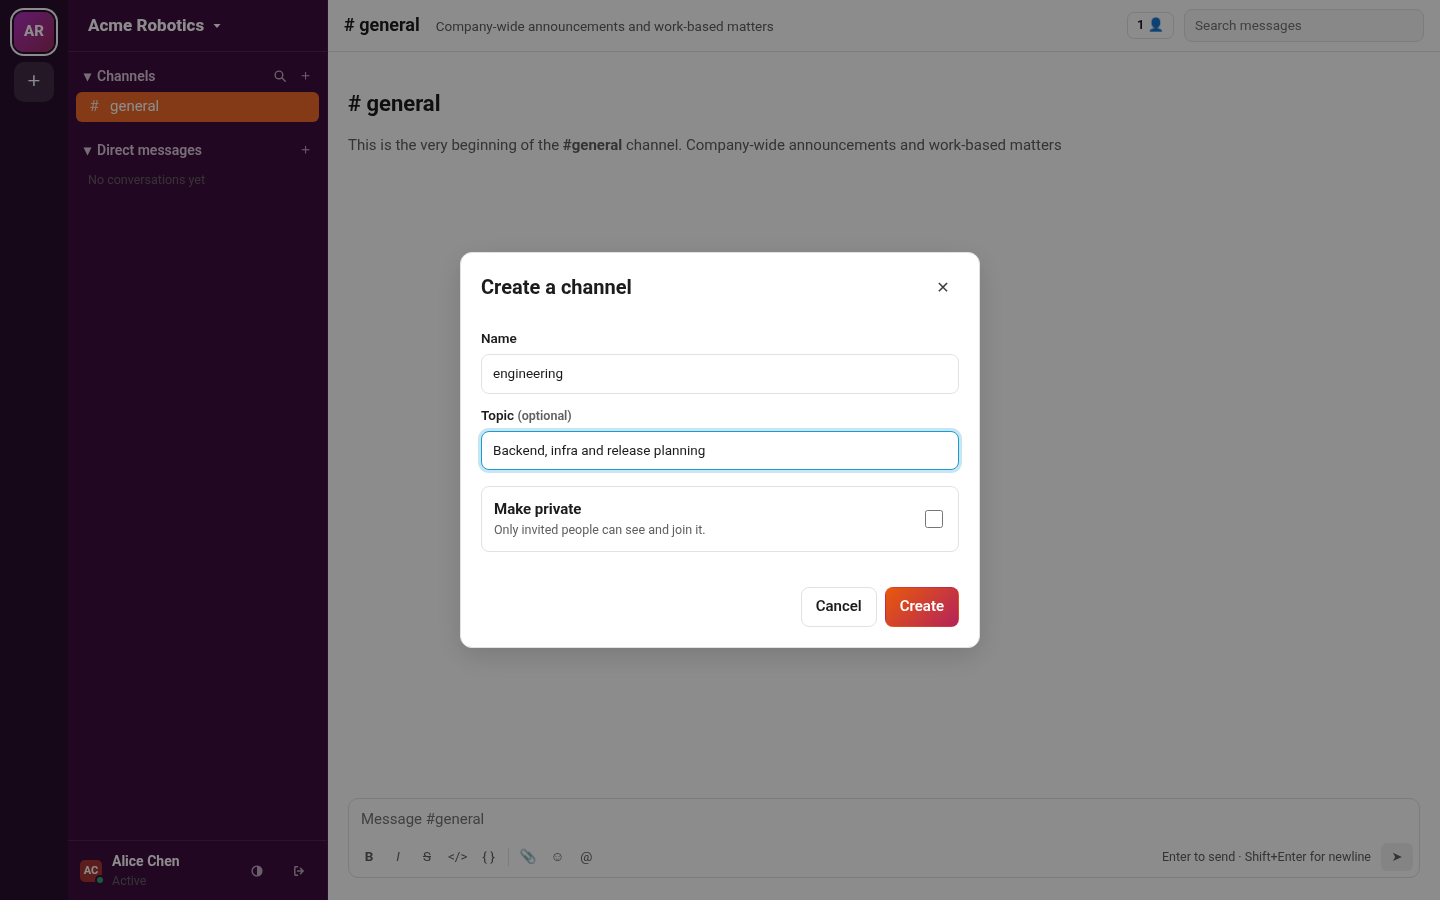 AR
+
Acme Robotics
▼ Channels +
# general
▼ Direct messages +
No conversations yet
AC
Alice Chen
Active
# general Company-wide announcements and work-based matters
1
Search messages
# general
This is the very beginning of the #general channel. Company-wide announcements and work-based matters
Create a channel
×
Name
engineering
Topic (optional)
Backend, infra and release planning
Make private
Only invited people can see and join it.
Cancel
Create
Message #general
B I S </> { } @
Enter to send · Shift+Enter for newline